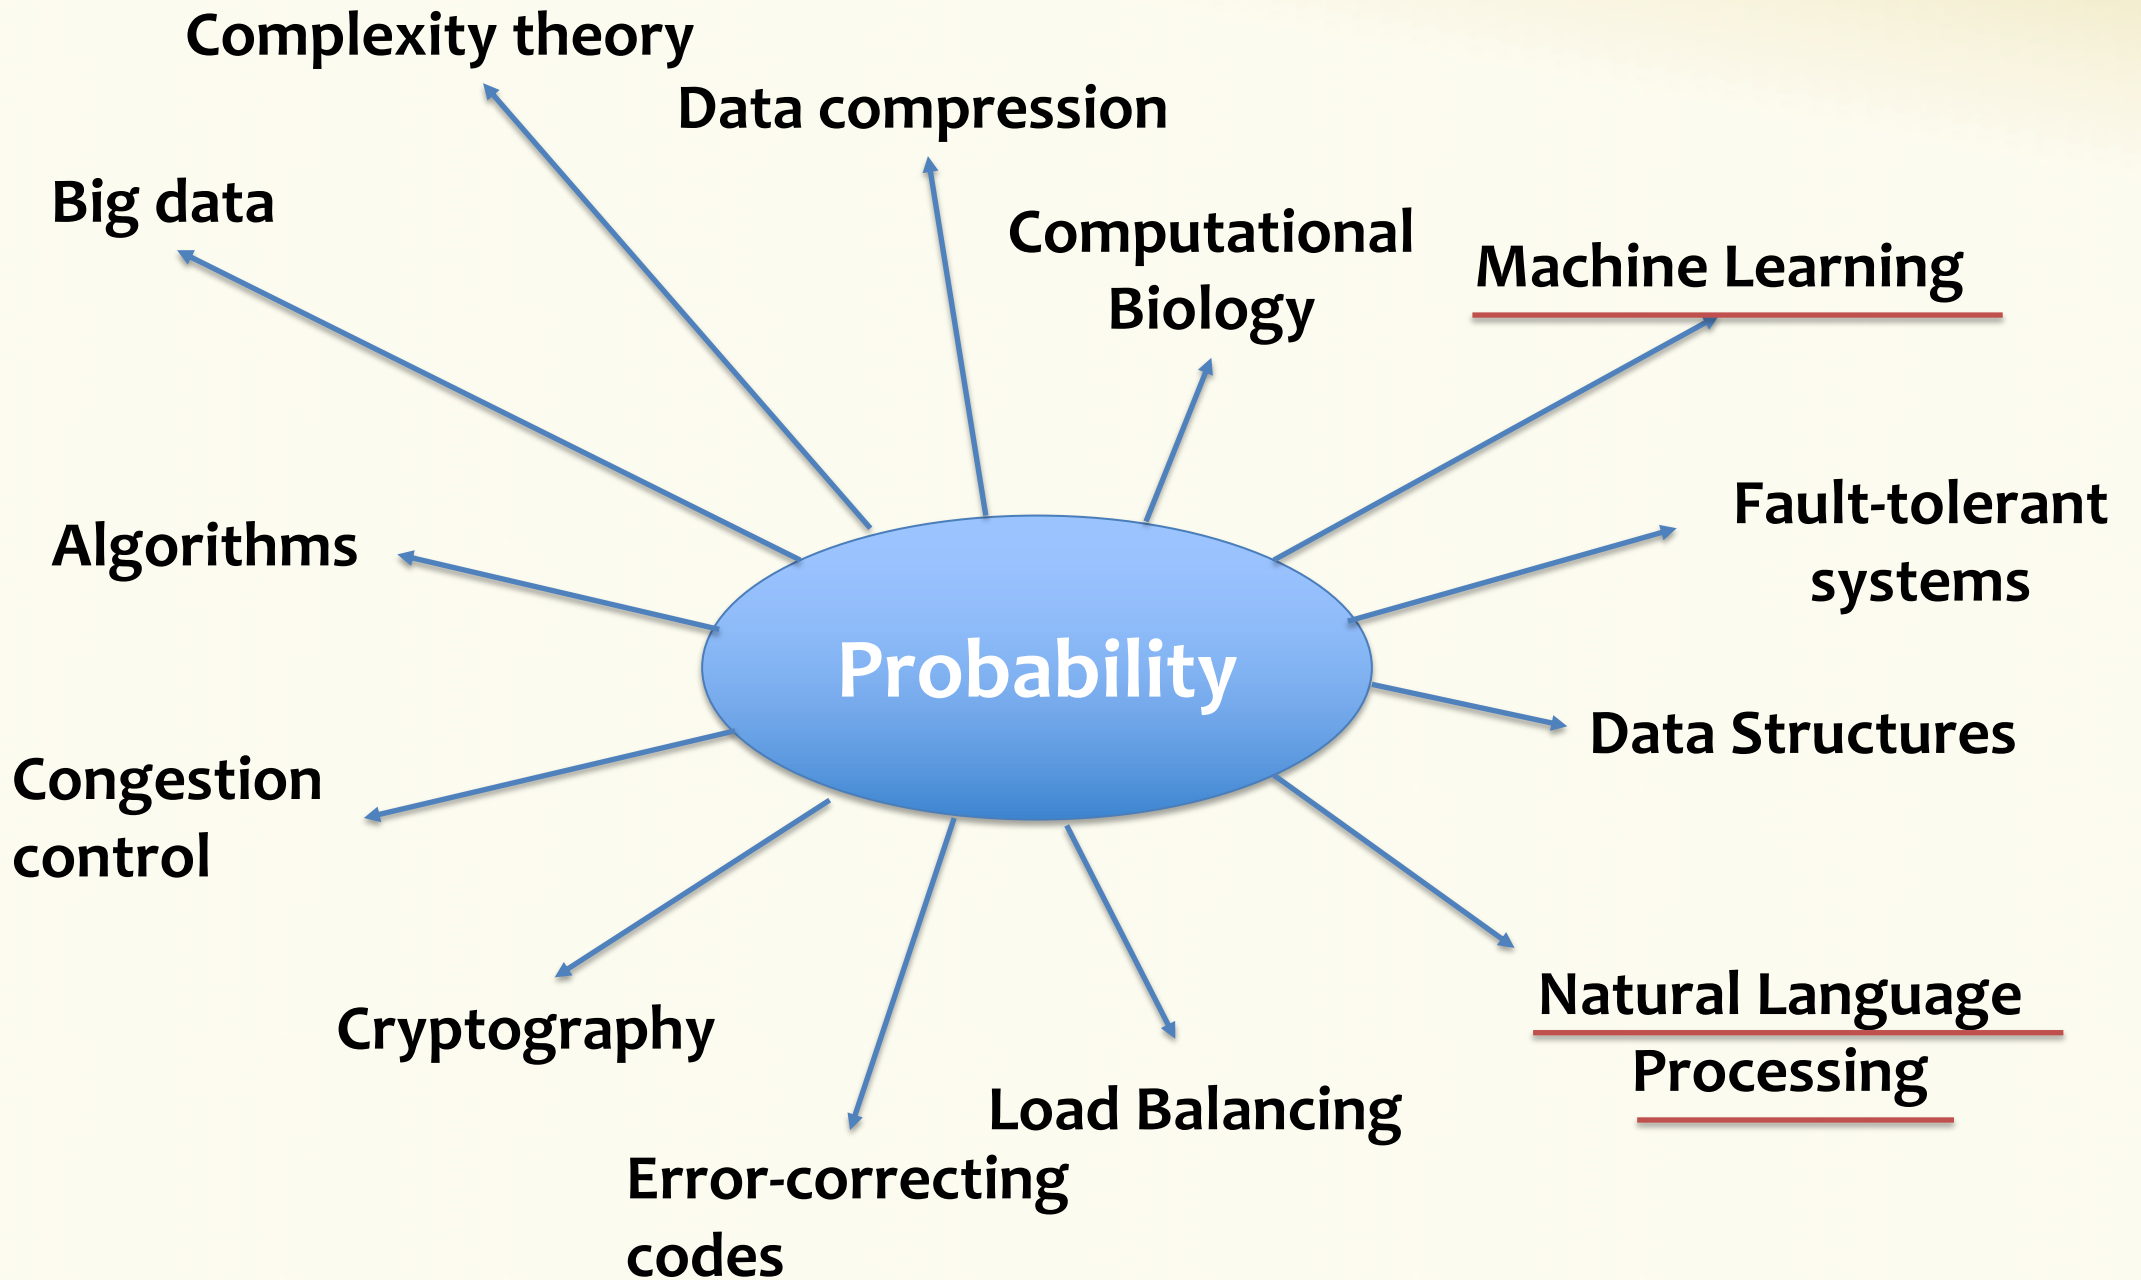 Complexity theory
Data compression
Big data
Computational
Biology
Machine Learning
Fault-tolerant
systems
Algorithms
Probability
Data Structures
Congestion
control
Natural Language
Processing
Cryptography
Load Balancing
Error-correcting
codes